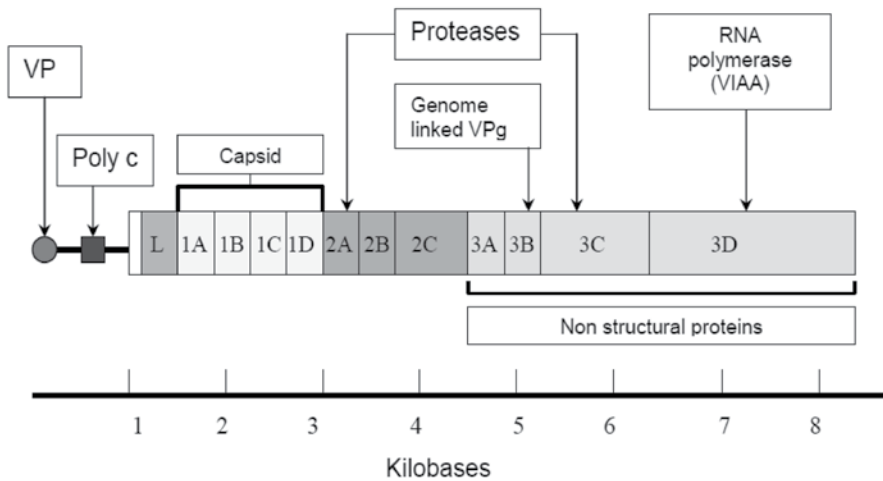 Proteases
RNA
polymerase
(VIAA)
VP
Genome
linked VPg
Poly c
Capsid
L 1A 1B 1C 1D 2A 2B 2C 3A 3B 3C 3D
Non structural proteins
1 2 3 4 5 6 7 8
Kilobases